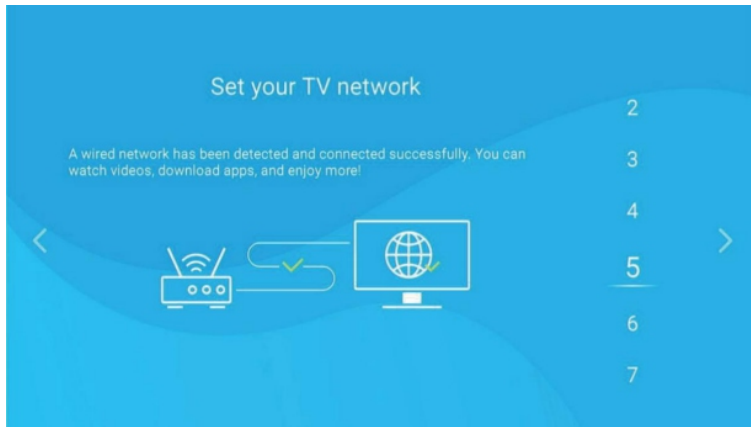 Set your TV network
A wired network has been detected and connected successfully. You can
watch videos, download apps, and enjoy more!
2
3
4
5
6
7